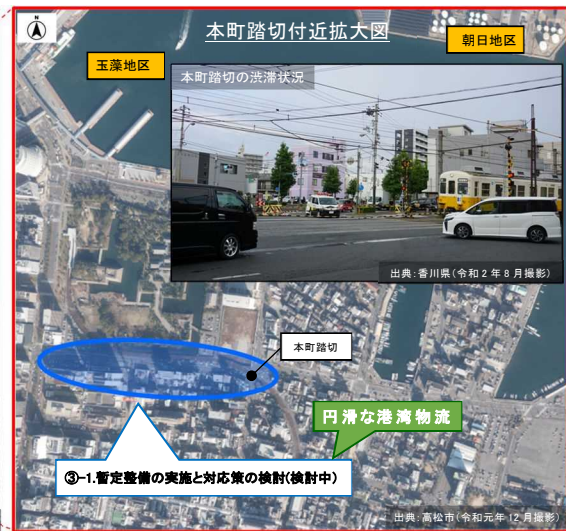 N
本町踏切付近拡大図
朝日地区
玉藻地区
本町踏切の渋滞状況
出典:香川県(令和2年8月撮影)
本町踏切
円滑な港湾物流
③-1.暫定整備の実施と対応策の検討(検討中)
出典:高松市(令和元年12月撮影)